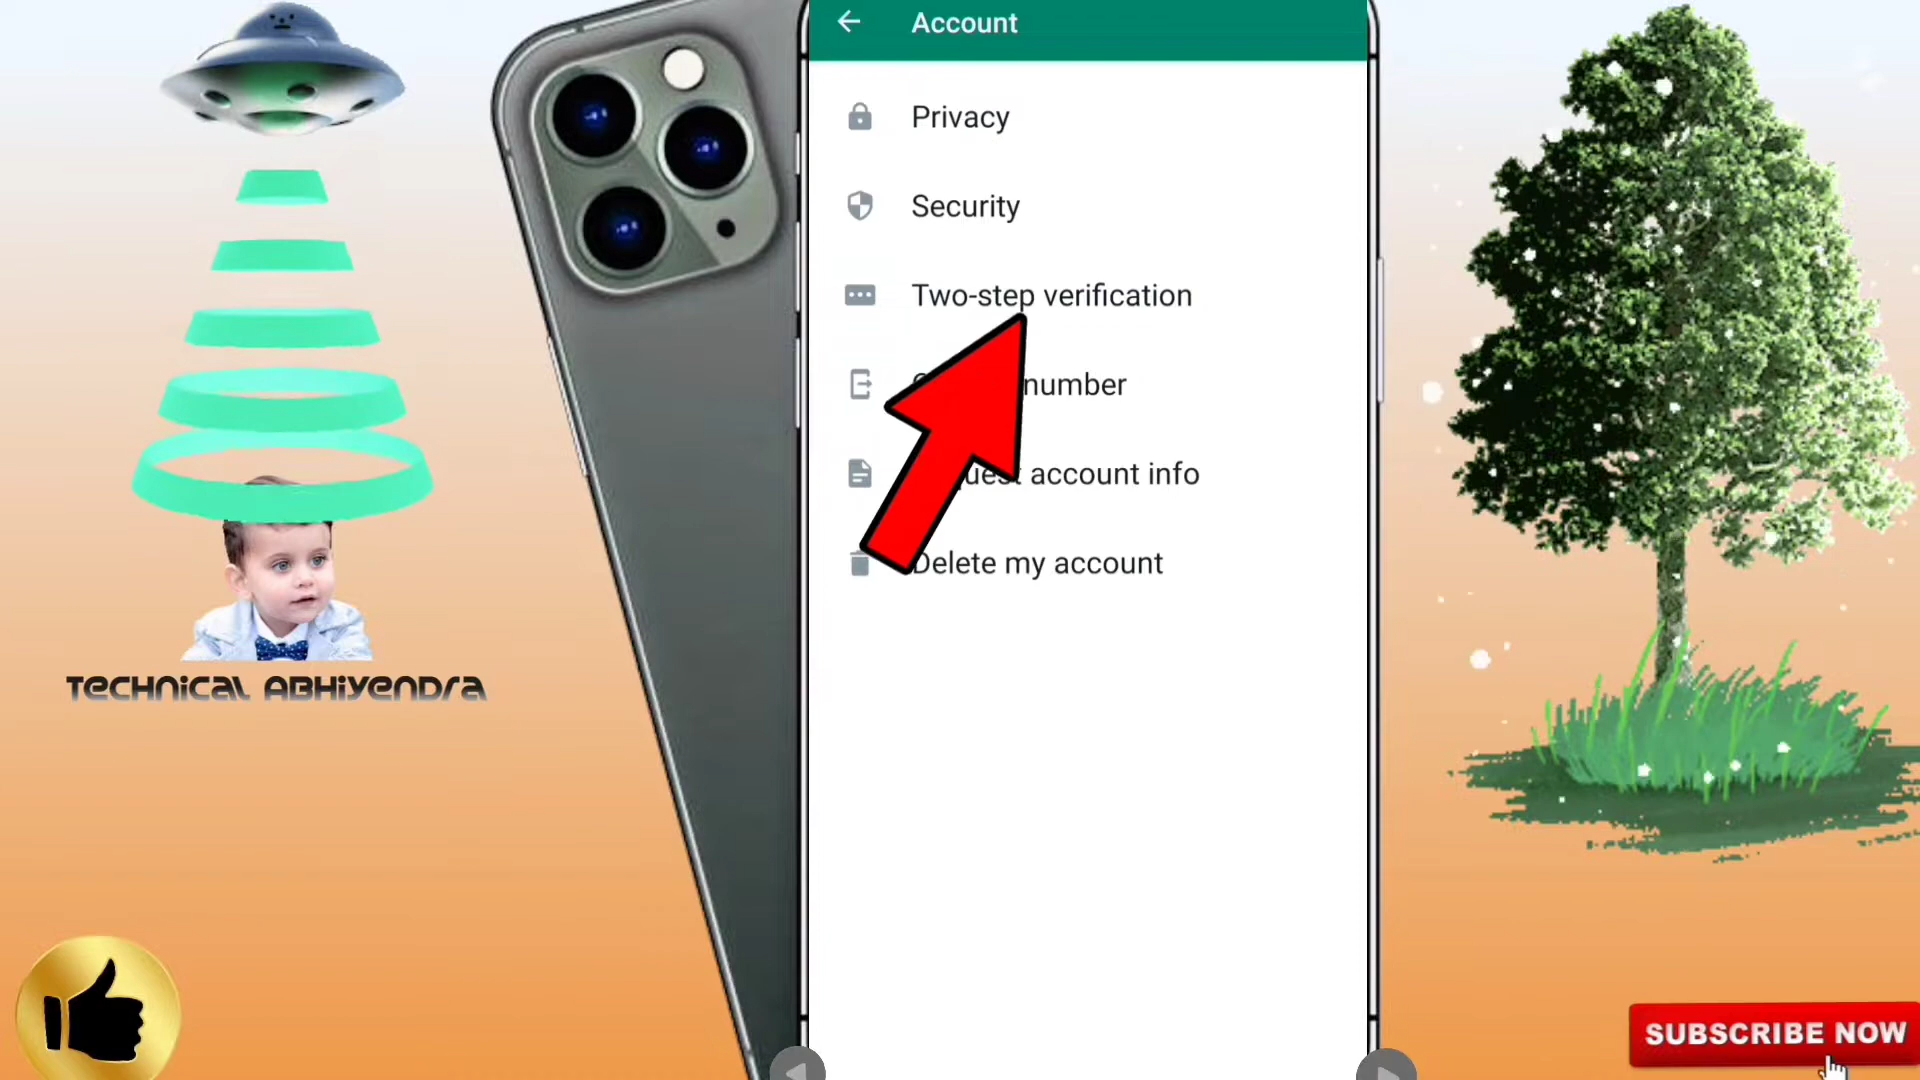 Account
Privacy
Security
Two-step verification
number
account info
Delete my account
TECHNICAL ABHIYENDRA
SUBSCRIBE NOW